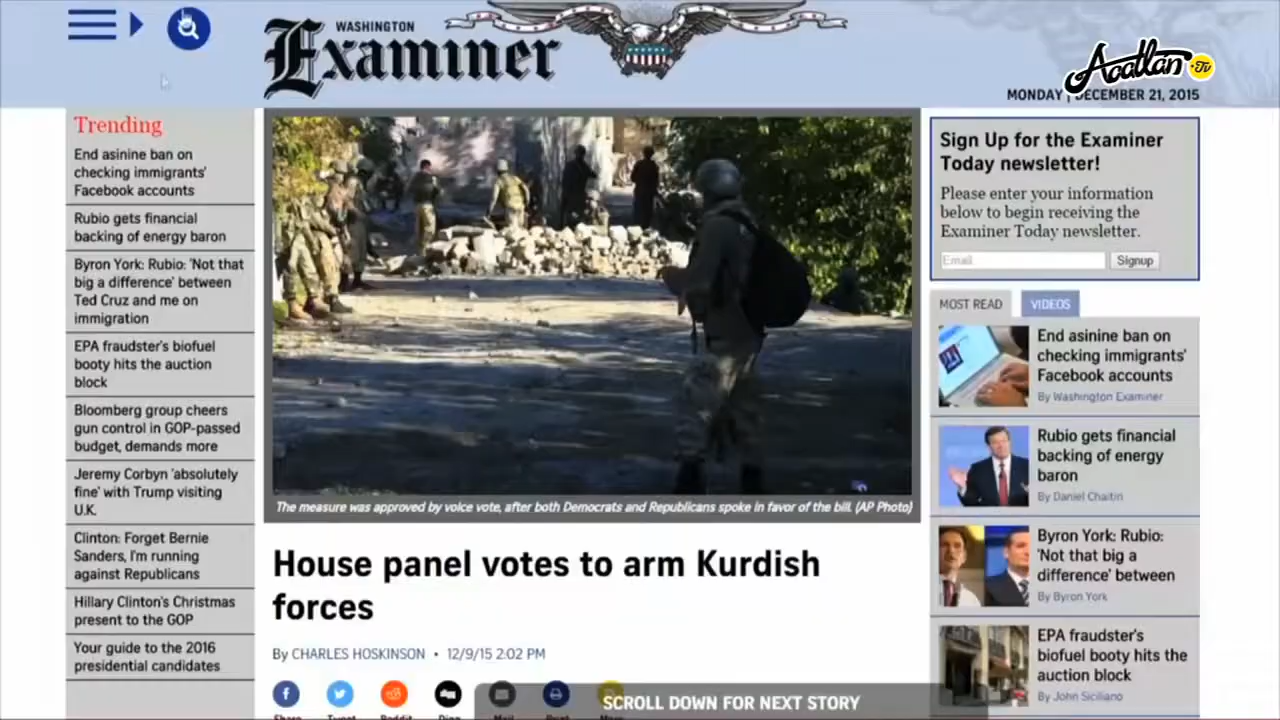 WASHINGTON
Examiner
Acatlán
.Tv
MONDAY | DECEMBER 21, 2015
Trending
End asinine ban on
checking immigrants'
Facebook accounts
Rubio gets financial
backing of energy baron
Byron York: Rubio: 'Not that
big a difference' between
Ted Cruz and me on
immigration
EPA fraudster's biofuel
booty hits the auction
block
Bloomberg group cheers
gun control in GOP-passed
budget, demands more
Jeremy Corbyn 'absolutely
fine' with Trump visiting
U.K.
Clinton: Forget Bernie
Sanders, I'm running
against Republicans
Hillary Clinton's Christmas
present to the GOP
Your guide to the 2016
presidential candidates
The measure was approved by voice vote, after both Democrats and Republicans spoke in favor of the bill. (AP Photo)
House panel votes to arm Kurdish
forces
By CHARLES HOSKINSON • 12/9/15 2:02 PM
Share Tweet Reddit Digg Mail Print More
SCROLL DOWN FOR NEXT STORY
Sign Up for the Examiner
Today newsletter!
Please enter your information
below to begin receiving the
Examiner Today newsletter.
Email Signup
MOST READ VIDEOS
End asinine ban on
checking immigrants'
Facebook accounts
By Washington Examiner
Rubio gets financial
backing of energy
baron
By Daniel Chaitin
Byron York: Rubio:
'Not that big a
difference' between
By Byron York
EPA fraudster's
biofuel booty hits the
auction block
By John Siciliano